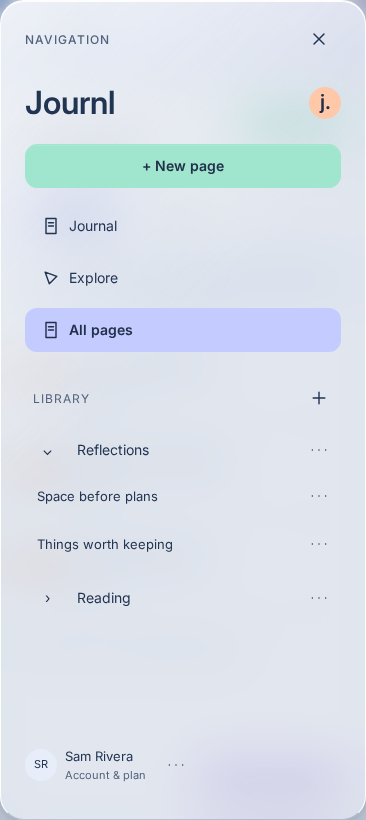 NAVIGATION
Journl
j.
+ New page
Journal
Explore
All pages
LIBRARY
Reflections
Space before plans
Things worth keeping
Reading
SR
Sam Rivera
Account & plan